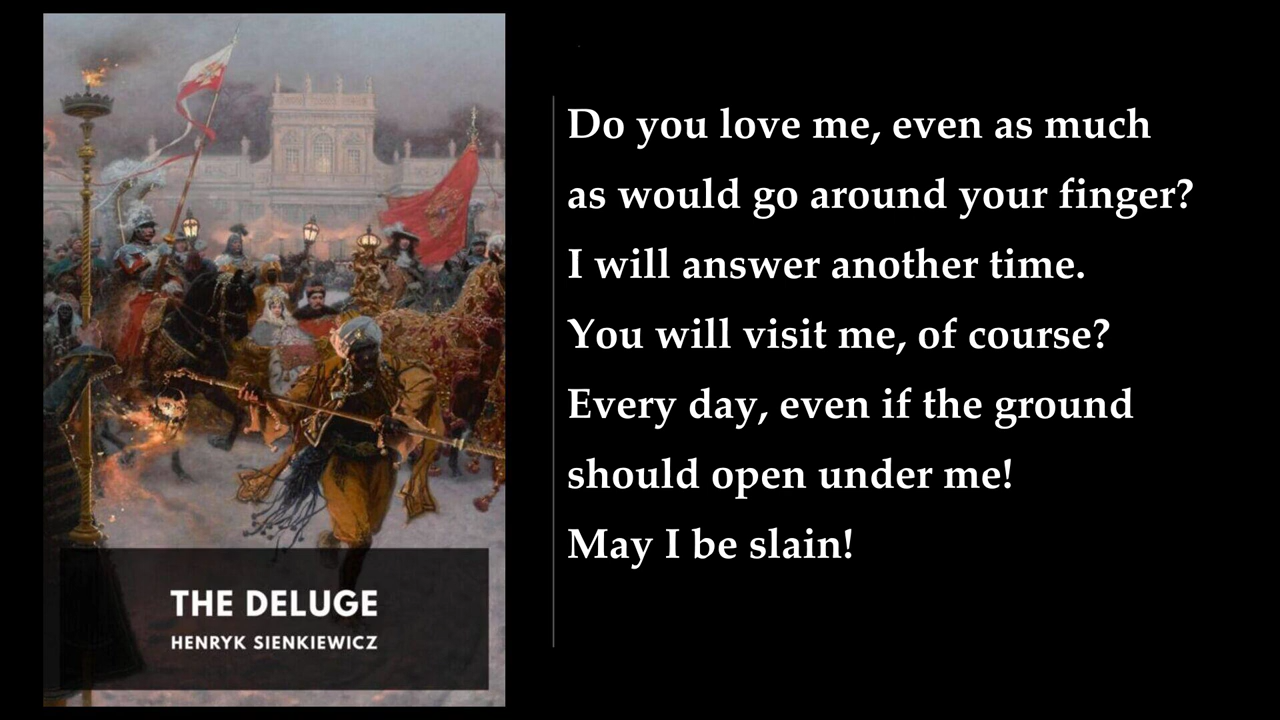 THE DELUGE
HENRYK SIENKIEWICZ
Do you love me, even as much
as would go around your finger?
I will answer another time.
You will visit me, of course?
Every day, even if the ground
should open under me!
May I be slain!